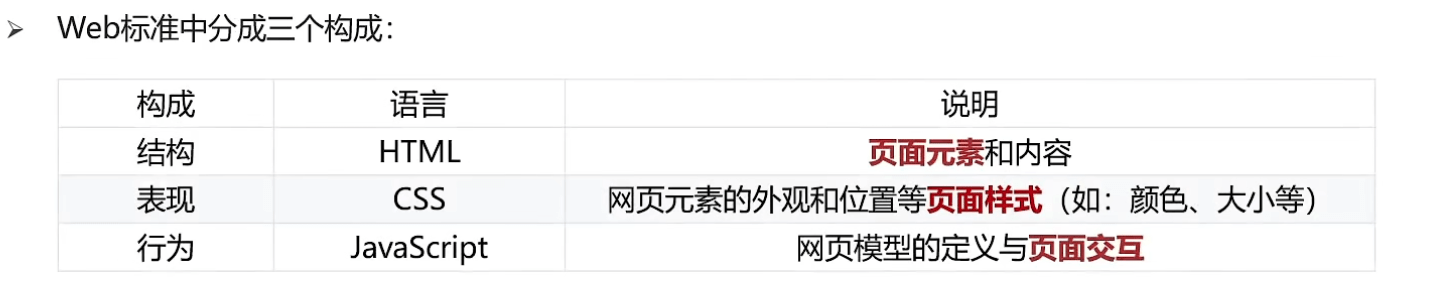 ➢ Web标准中分成三个构成：
构成 语言 说明
结构 HTML 页面元素和内容
表现 CSS 网页元素的外观和位置等页面样式（如：颜色、大小等）
行为 JavaScript 网页模型的定义与页面交互